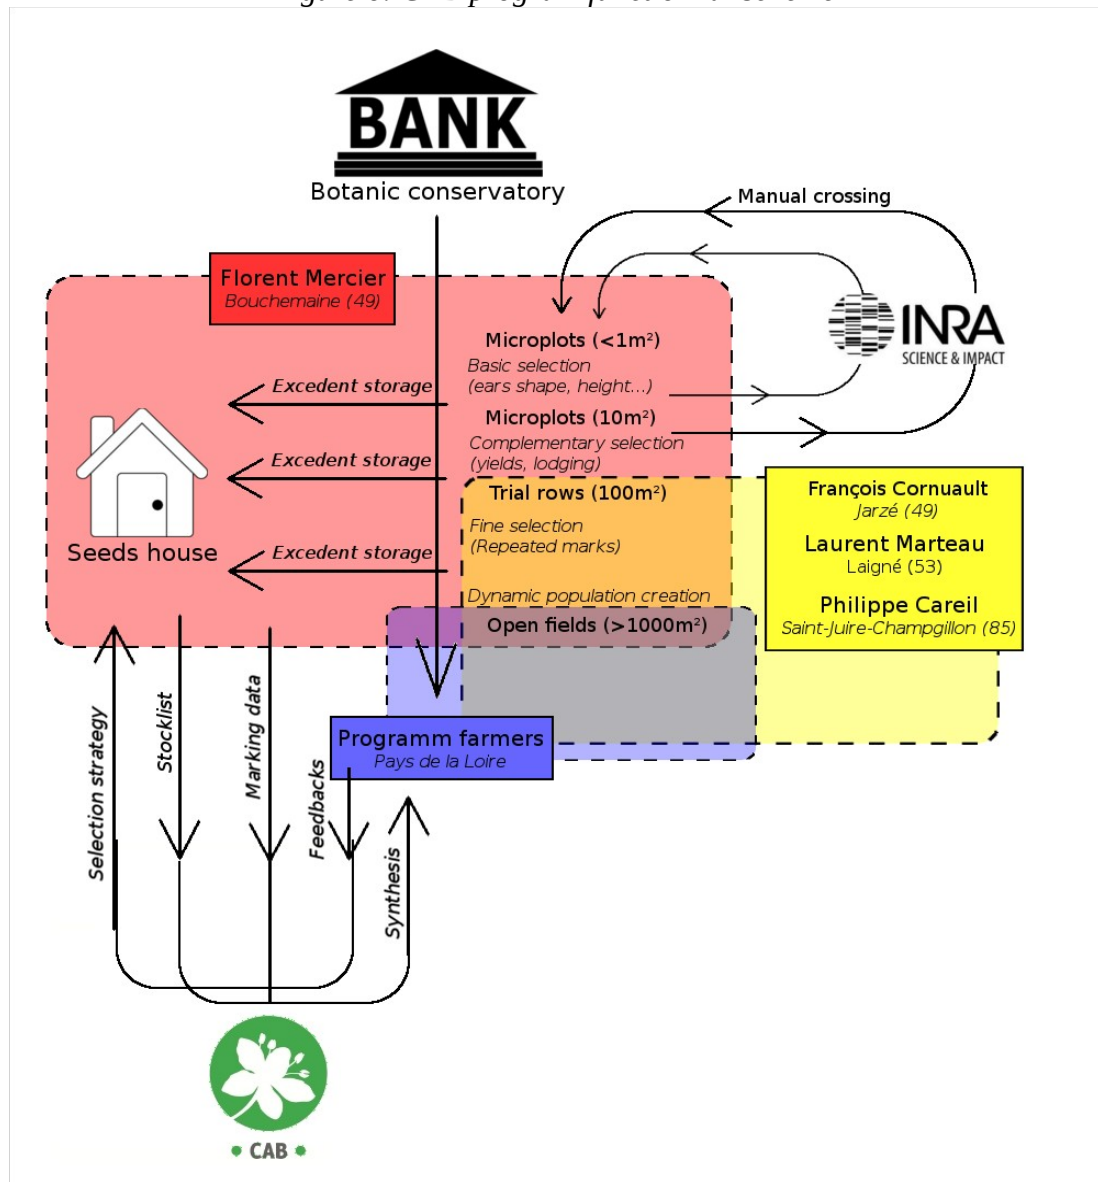 BANK
Botanic conservatory
Manual crossing
Florent Mercier
Bouchemaine (49)
INRA
SCIENCE & IMPACT
Microplots (<1m²)
Basic selection
(ears shape, height...)
Excedent storage
Microplots (10m²)
Complementary selection
(yields, lodging)
Excedent storage
Trial rows (100m²)
Fine selection
(Repeated marks)
Excedent storage
Seeds house
Dynamic population creation
Open fields (>1000m²)
François Cornuault
Jarzé (49)
Laurent Marteau
Laigné (53)
Philippe Careil
Saint-Juire-Champgillon (85)
Programm farmers
Pays de la Loire
Selection strategy
Stocklist
Marking data
Feedbacks
Synthesis
• CAB •